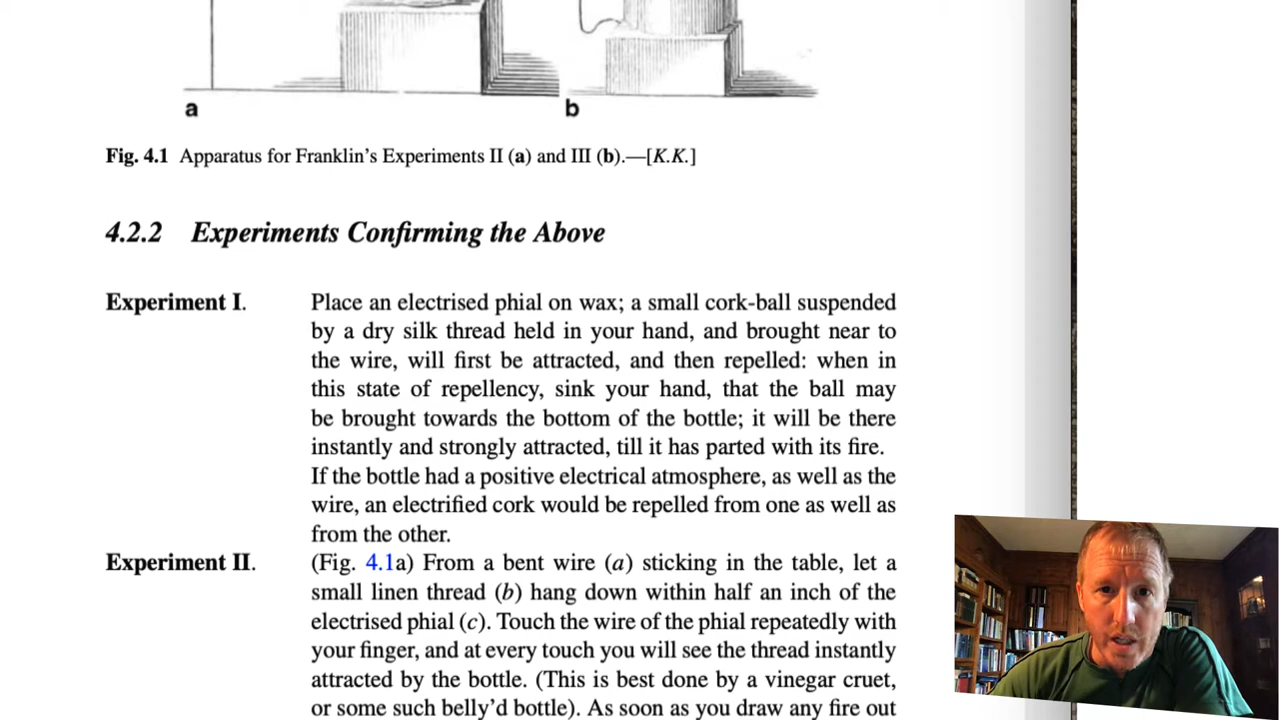 a
b
Fig. 4.1 Apparatus for Franklin's Experiments II (a) and III (b).—[K.K.]
4.2.2 Experiments Confirming the Above
Experiment I. Place an electrised phial on wax; a small cork-ball suspended
by a dry silk thread held in your hand, and brought near to
the wire, will first be attracted, and then repelled: when in
this state of repellency, sink your hand, that the ball may
be brought towards the bottom of the bottle; it will be there
instantly and strongly attracted, till it has parted with its fire.
If the bottle had a positive electrical atmosphere, as well as the
wire, an electrified cork would be repelled from one as well as
from the other.
Experiment II. (Fig. 4.1a) From a bent wire (a) sticking in the table, let a
small linen thread (b) hang down within half an inch of the
electrised phial (c). Touch the wire of the phial repeatedly with
your finger, and at every touch you will see the thread instantly
attracted by the bottle. (This is best done by a vinegar cruet,
or some such belly'd bottle). As soon as you draw any fire out